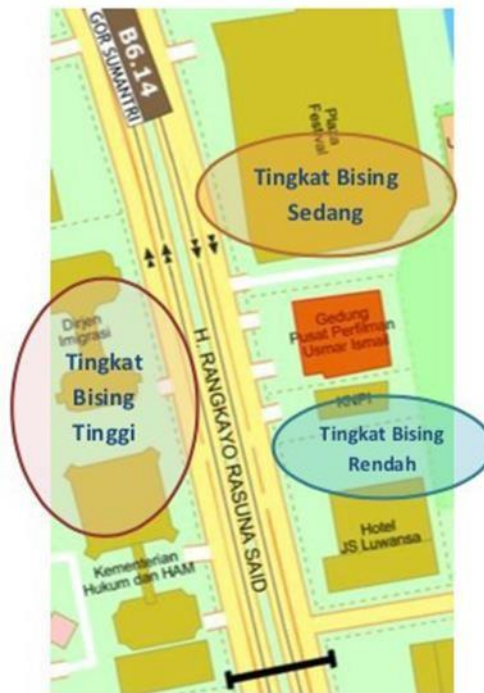 B6.14
GOR SUMANTRI
Plaza
Festival
Tingkat Bising
Sedang
Dirjen
Imigrasi
Tingkat
Bising
Tinggi
Gedung
Pusat Perfilman
Usmar Ismail
KNPI
H. RANGKAYO RASUNA SAID
Tingkat Bising
Rendah
Hotel
JS Luwansa
Kementerian
Hukum dan HAM